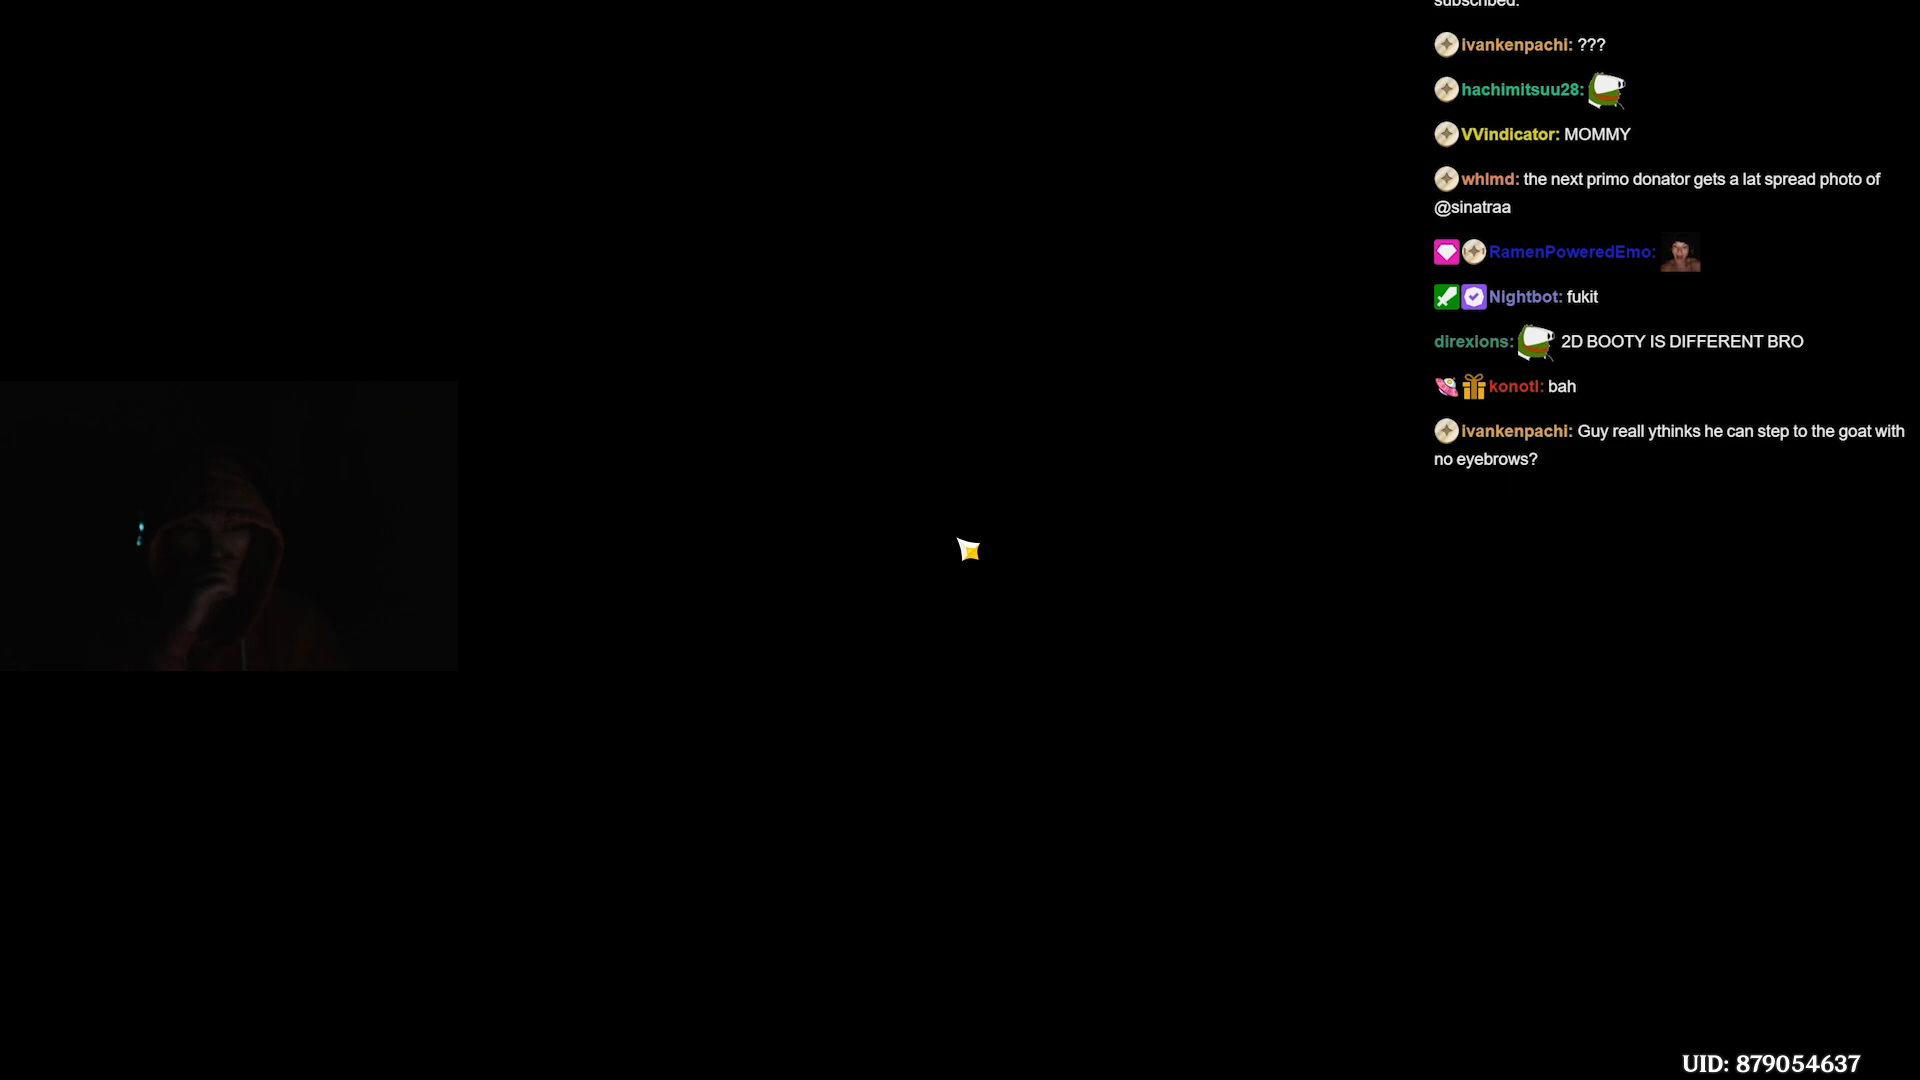 subscribed.
ivankenpachi: ???
hachimitsuu28:
VVindicator: MOMMY
whlmd: the next primo donator gets a lat spread photo of
@sinatraa
RamenPoweredEmo:
Nightbot: fukit
direxions: 2D BOOTY IS DIFFERENT BRO
konotl: bah
ivankenpachi: Guy reall ythinks he can step to the goat with
no eyebrows?
UID: 879054637